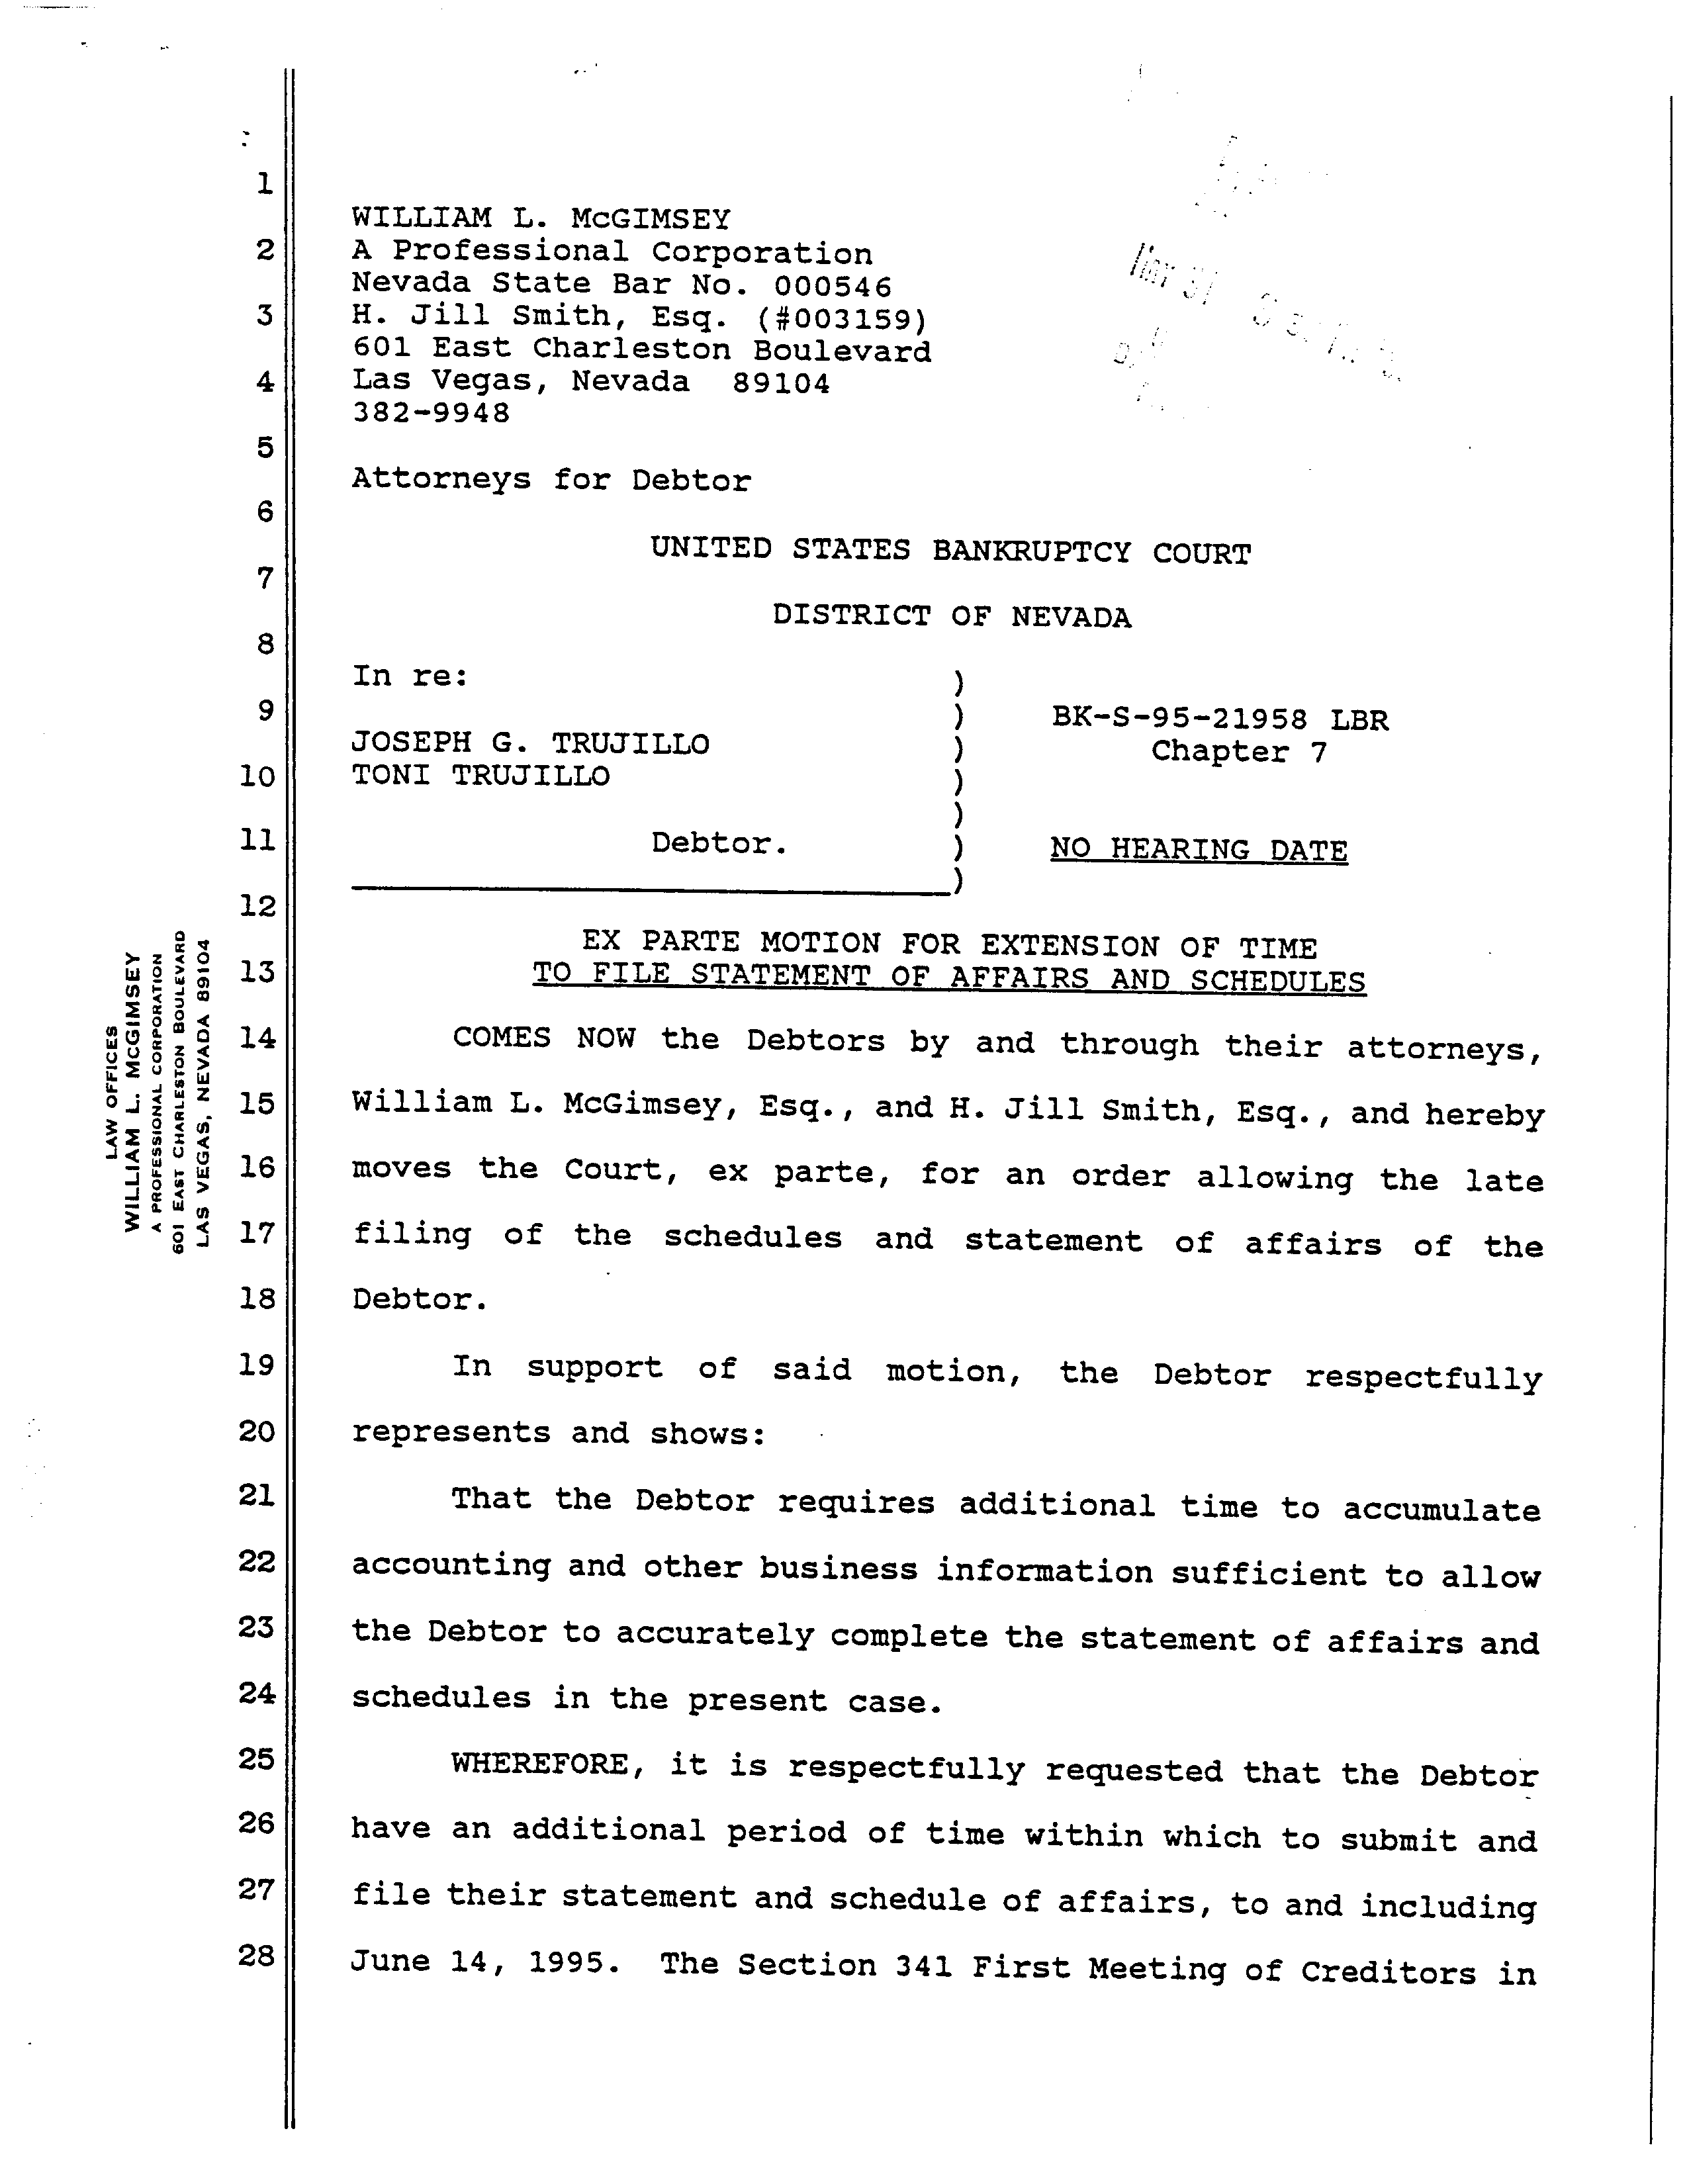 1
WILLIAM L. McGIMSEY
2 A Professional Corporation
Nevada State Bar No. 000546
3 H. Jill Smith, Esq. (#003159)
601 East Charleston Boulevard
4 Las Vegas, Nevada 89104
382-9948
5
Attorneys for Debtor
6
UNITED STATES BANKRUPTCY COURT
7
DISTRICT OF NEVADA
8
In re: )
9 ) BK-S-95-21958 LBR
JOSEPH G. TRUJILLO ) Chapter 7
10 TONI TRUJILLO )
)
11 Debtor. ) NO HEARING DATE
)
12
EX PARTE MOTION FOR EXTENSION OF TIME
13 TO FILE STATEMENT OF AFFAIRS AND SCHEDULES
14 COMES NOW the Debtors by and through their attorneys,
15 William L. McGimsey, Esq., and H. Jill Smith, Esq., and hereby
16 moves the Court, ex parte, for an order allowing the late
17 filing of the schedules and statement of affairs of the
18 Debtor.
19 In support of said motion, the Debtor respectfully
20 represents and shows:
21 That the Debtor requires additional time to accumulate
22 accounting and other business information sufficient to allow
23 the Debtor to accurately complete the statement of affairs and
24 schedules in the present case.
25 WHEREFORE, it is respectfully requested that the Debtor
26 have an additional period of time within which to submit and
27 file their statement and schedule of affairs, to and including
28 June 14, 1995. The Section 341 First Meeting of Creditors in
LAW OFFICES
WILLIAM L. MCGIMSEY
A PROFESSIONAL CORPORATION
601 EAST CHARLESTON BOULEVARD
LAS VEGAS, NEVADA 89104